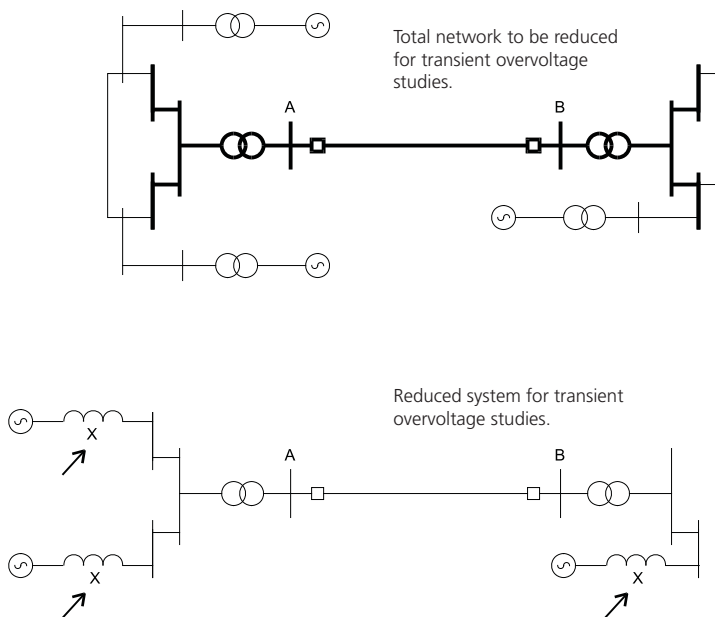 Total network to be reduced
for transient overvoltage
studies.
A
B
Reduced system for transient
overvoltage studies.
X
A
B
X
X